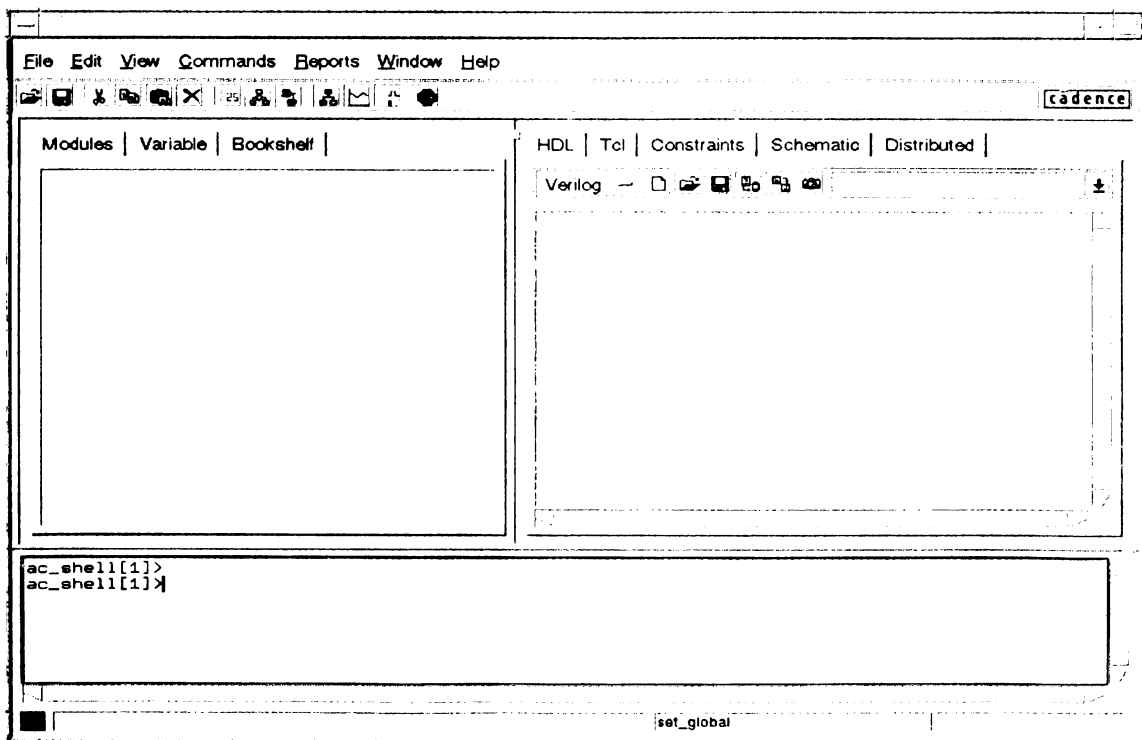 File Edit View Commands Reports Window Help
25
cadence
Modules Variable Bookshelf
HDL Tcl Constraints Schematic Distributed
Verilog
ac_shell[1]>
ac_shell[1]>
set_global